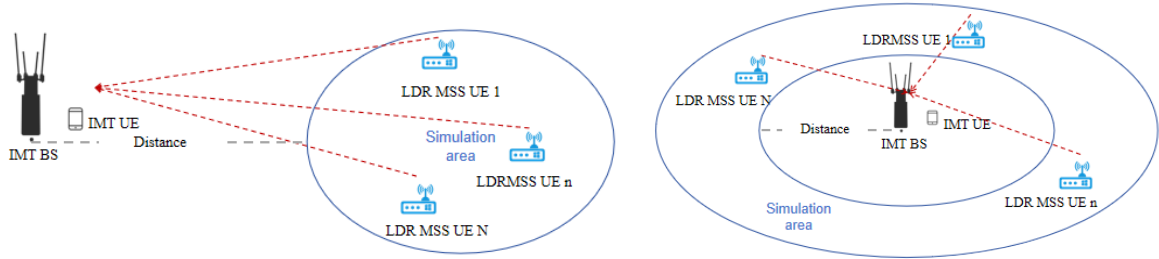 LDR MSS UE 1
IMT UE
IMT BS
Distance
Simulation
area
LDRMSS UE n
LDR MSS UE N
LDRMSS UE 1
LDR MSS UE N
Distance
IMT UE
IMT BS
LDR MSS UE n
Simulation
area